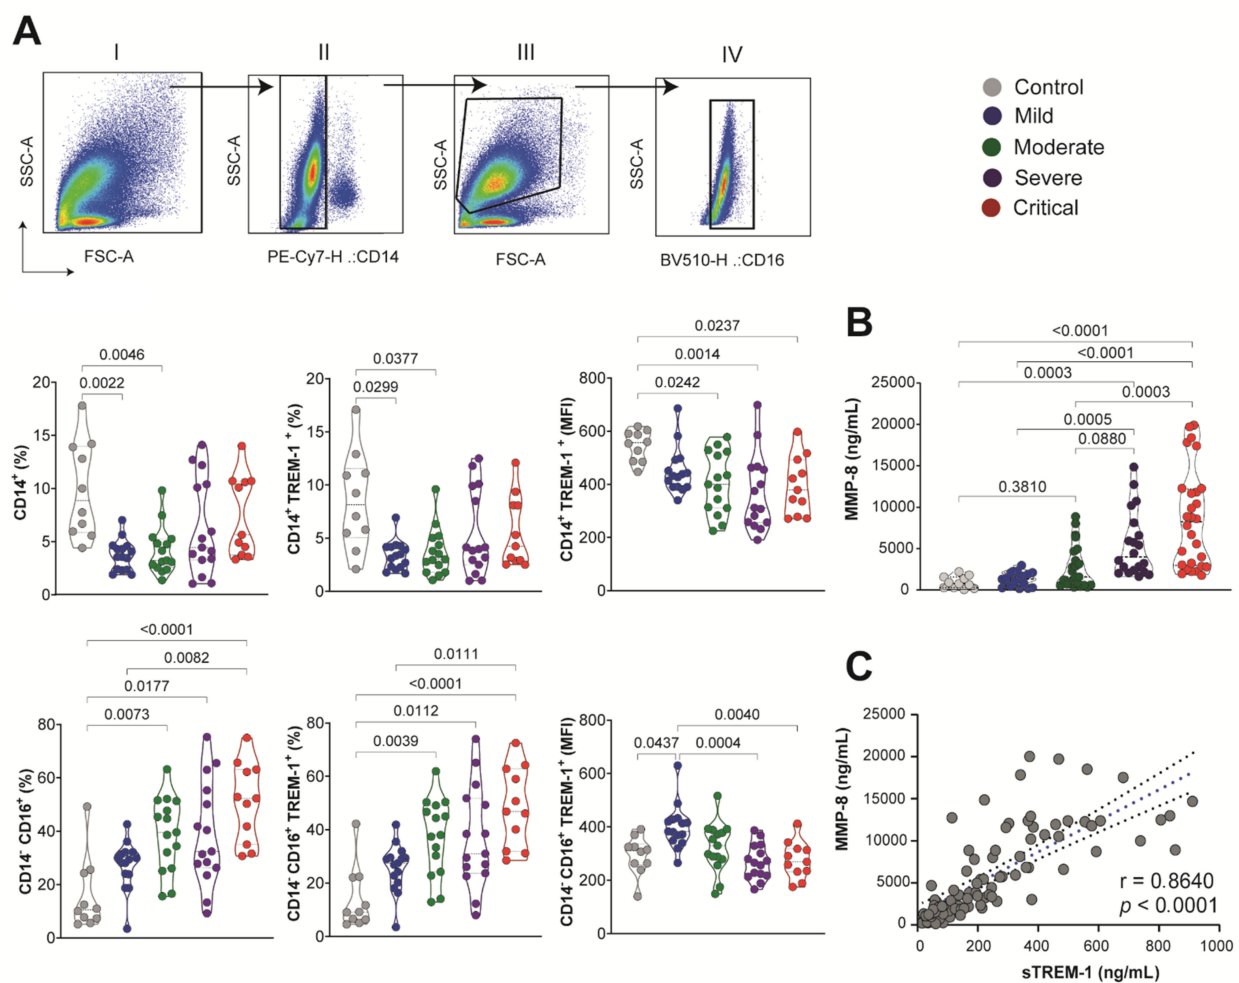 A
I
II
III
IV
SSC-A
SSC-A
SSC-A
SSC-A
FSC-A
PE-Cy7-H .:CD14
FSC-A
BV510-H .:CD16
Control
Mild
Moderate
Severe
Critical
0.0046
0.0022
20
15
10
5
0
CD14⁺ (%)
0.0377
0.0299
20
15
10
5
0
CD14⁺ TREM-1 ⁺ (%)
0.0237
0.0014
0.0242
800
600
400
200
0
CD14⁺ TREM-1 ⁺ (MFI)
B
<0.0001
<0.0001
0.0003
0.0003
0.0005
0.0880
0.3810
25000
20000
15000
10000
5000
0
MMP-8 (ng/mL)
<0.0001
0.0082
0.0177
0.0073
80
60
40
20
0
CD14⁻ CD16⁺ (%)
0.0111
<0.0001
0.0112
0.0039
80
60
40
20
0
CD14⁻CD16⁺ TREM-1⁺ (%)
0.0040
0.0437
0.0004
800
600
400
200
0
CD14⁻CD16⁺ TREM-1⁺ (MFI)
C
25000
20000
15000
10000
5000
0
MMP-8 (ng/mL)
r = 0.8640
p < 0.0001
0 200 400 600 800 1000
sTREM-1 (ng/mL)